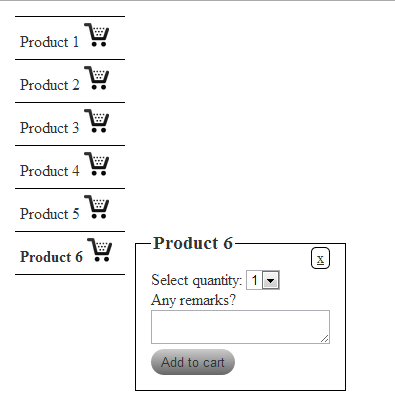 Product 1
Product 2
Product 3
Product 4
Product 5
Product 6
Product 6
x
Select quantity: 1
Any remarks?
Add to cart